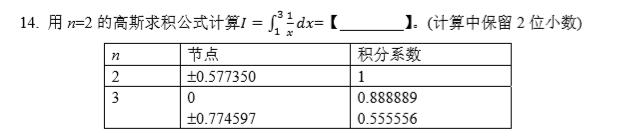 14. 用 n=2 的高斯求积公式计算I = ∫₁³ 1/x dx=【______】。(计算中保留 2 位小数)
n 节点 积分系数
2 ±0.577350 1
3 0 0.888889
±0.774597 0.555556